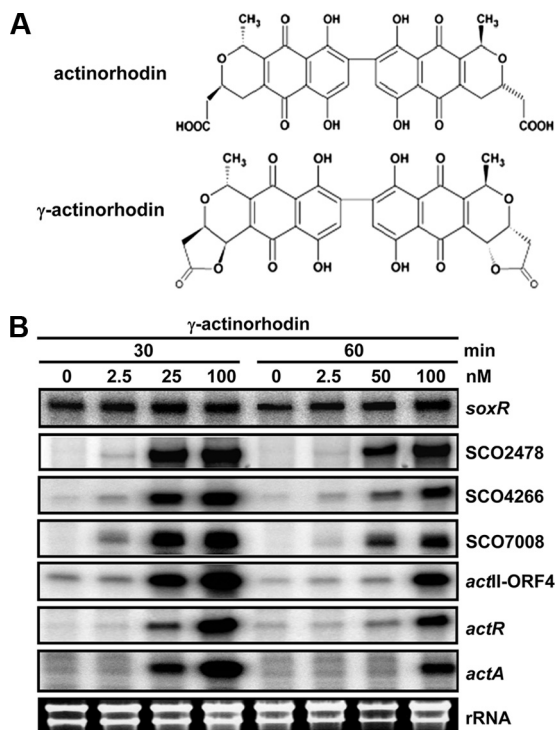 A
actinorhodin
CH₃ O OH OH O CH₃
O O
HOOC O OH OH O COOH
γ-actinorhodin
CH₃ O OH OH O CH₃
O O
O O OH OH O O
O O
B
γ-actinorhodin
30 60 min
0 2.5 25 100 0 2.5 50 100 nM
soxR
SCO2478
SCO4266
SCO7008
actII-ORF4
actR
actA
rRNA